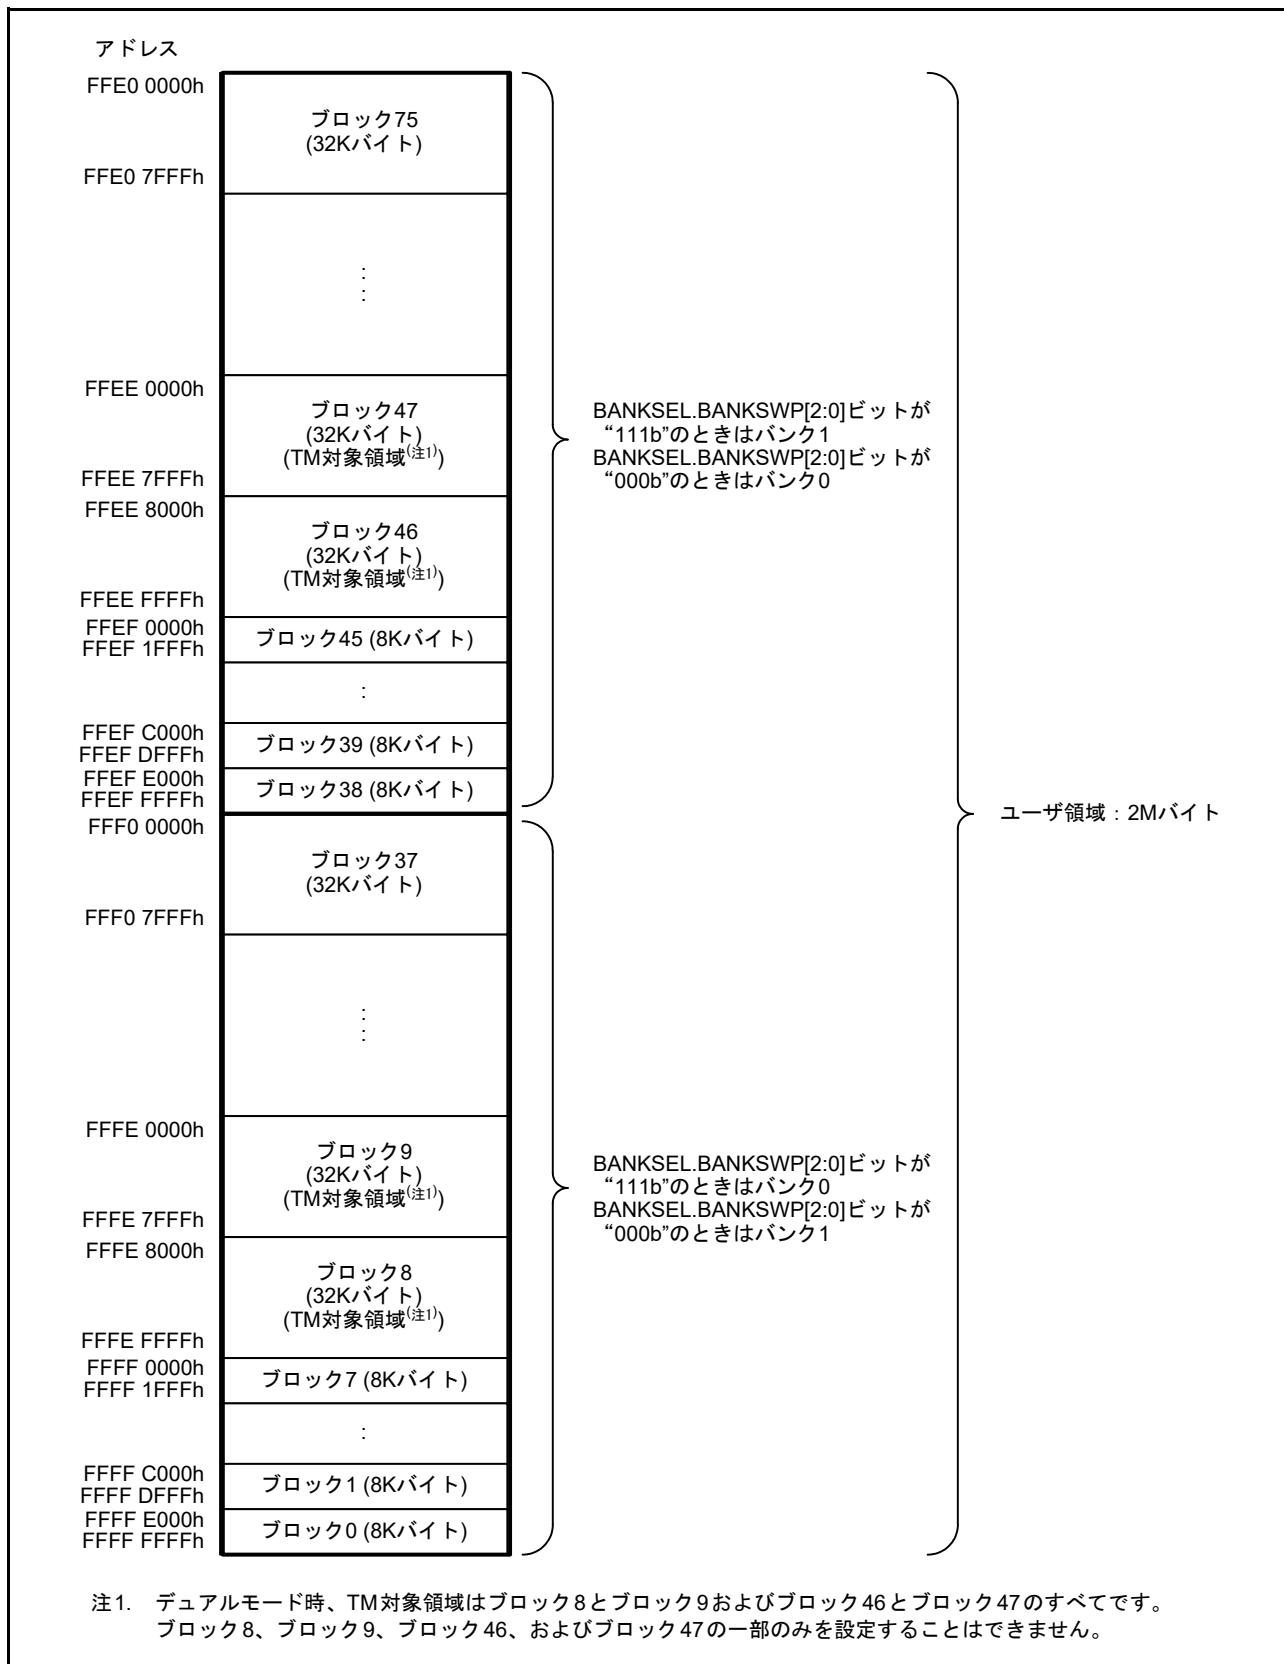 アドレス
FFE0 0000h
ブロック75
(32Kバイト)
FFE0 7FFFh
:
:
FFEE 0000h
ブロック47
(32Kバイト)
(TM対象領域(注1))
FFEE 7FFFh
FFEE 8000h
ブロック46
(32Kバイト)
(TM対象領域(注1))
FFEE FFFFh
FFEF 0000h
FFEF 1FFFh
ブロック45 (8Kバイト)
:
FFEF C000h
FFEF DFFFh
ブロック39 (8Kバイト)
FFEF E000h
FFEF FFFFh
ブロック38 (8Kバイト)
BANKSEL.BANKSWP[2:0]ビットが
“111b”のときはバンク1
BANKSEL.BANKSWP[2:0]ビットが
“000b”のときはバンク0
ユーザ領域：2Mバイト
FFF0 0000h
ブロック37
(32Kバイト)
FFF0 7FFFh
:
:
FFFE 0000h
ブロック9
(32Kバイト)
(TM対象領域(注1))
FFFE 7FFFh
FFFE 8000h
ブロック8
(32Kバイト)
(TM対象領域(注1))
FFFE FFFFh
FFFF 0000h
FFFF 1FFFh
ブロック7 (8Kバイト)
:
FFFF C000h
FFFF DFFFh
ブロック1 (8Kバイト)
FFFF E000h
FFFF FFFFh
ブロック0 (8Kバイト)
BANKSEL.BANKSWP[2:0]ビットが
“111b”のときはバンク0
BANKSEL.BANKSWP[2:0]ビットが
“000b”のときはバンク1
注1. デュアルモード時、TM対象領域はブロック8とブロック9およびブロック46とブロック47のすべてです。
ブロック8、ブロック9、ブロック46、およびブロック47の一部のみを設定することはできません。